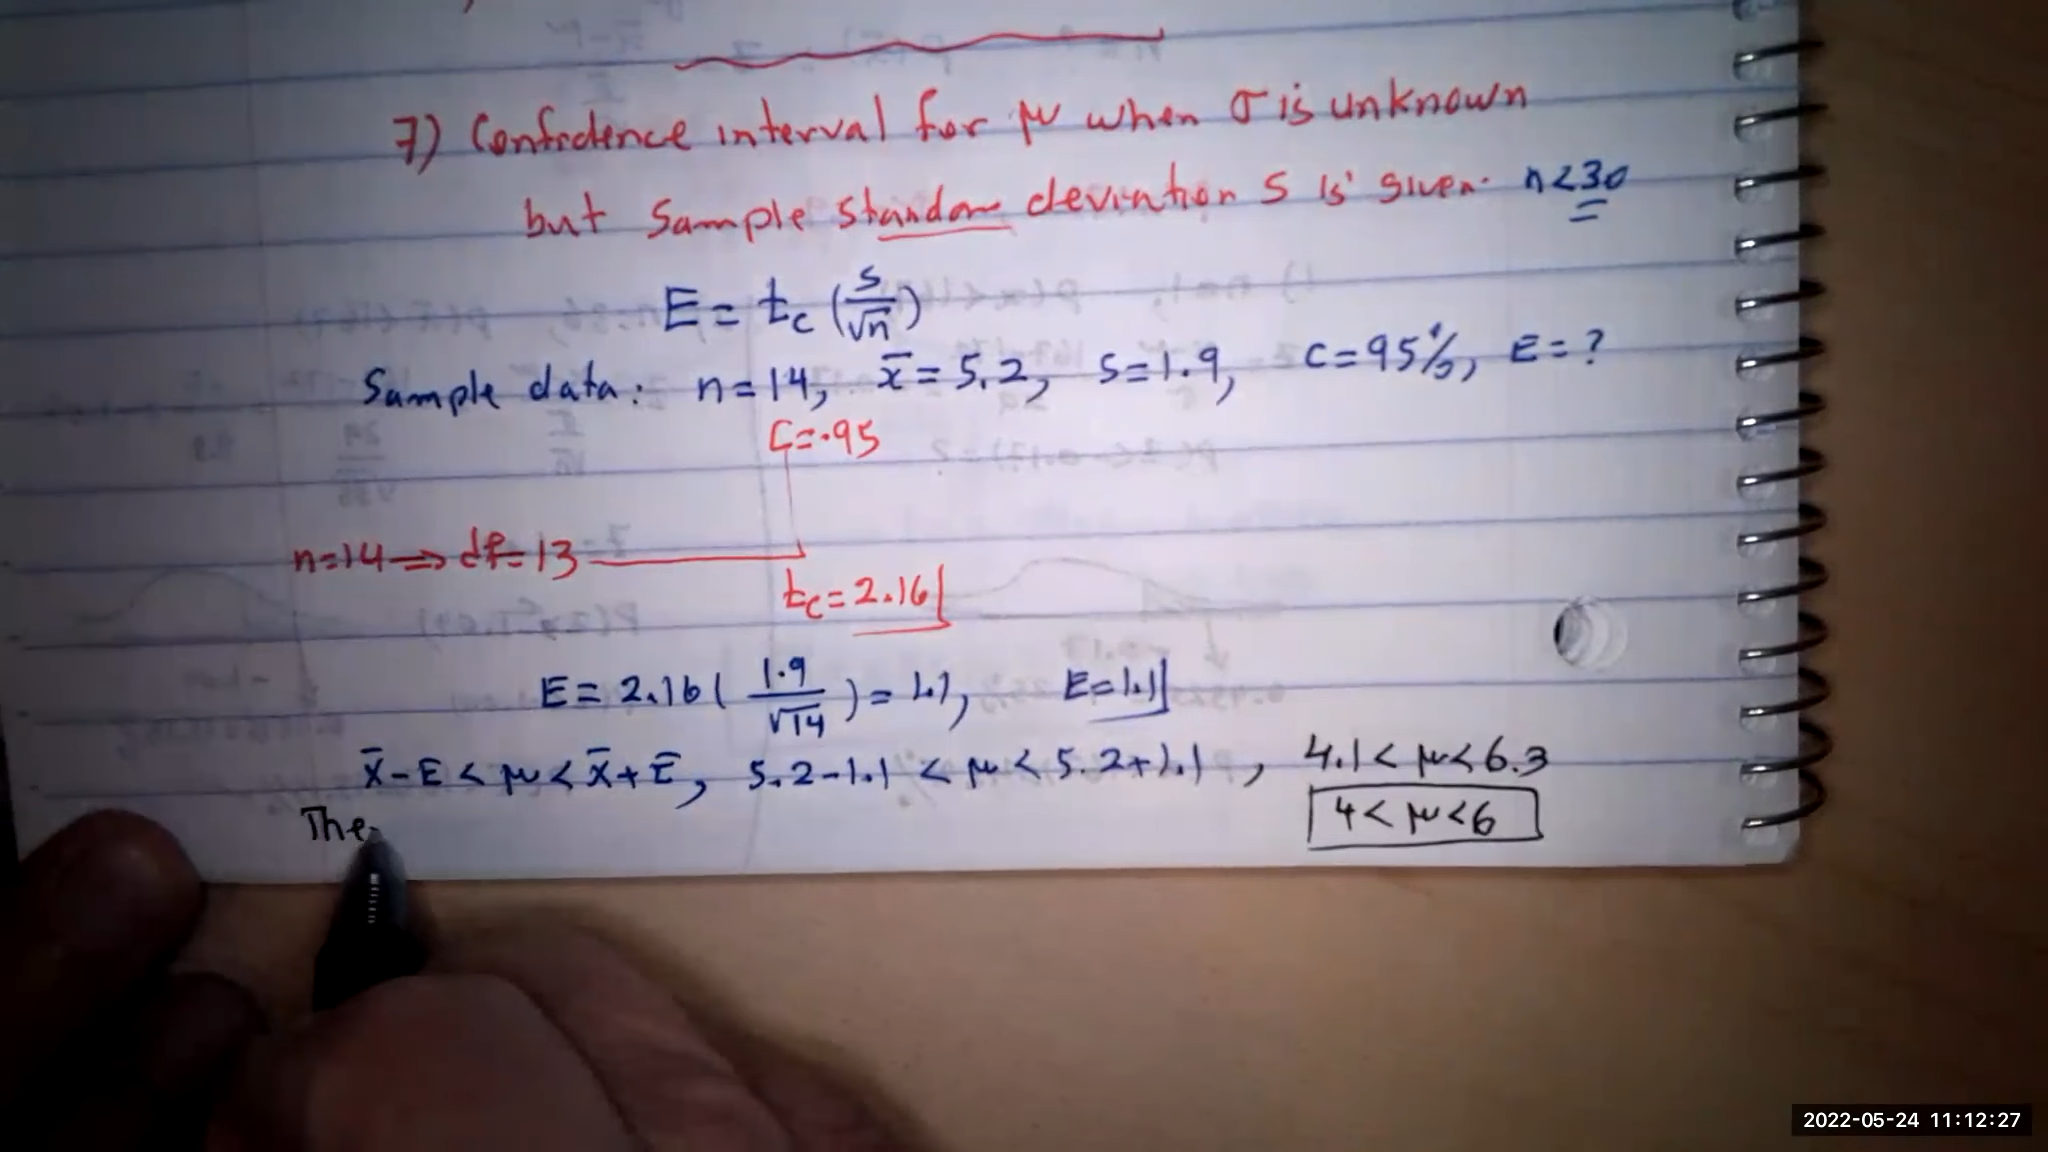 7) Confidence interval for μ when σ is unknown
but Sample standard deviation S is given. n<30
E = tc (s/√n)
Sample data: n=14, x̄=5.2, S=1.9, C=95%, E=?
C=.95
n=14 ⇒ df=13
tc=2.16
E = 2.16 (1.9/√14) = 1.1, E=1.1
x̄-E < μ < x̄+E, 5.2-1.1 < μ < 5.2+1.1, 4.1<μ<6.3
The 4<μ<6
2022-05-24 11:12:27